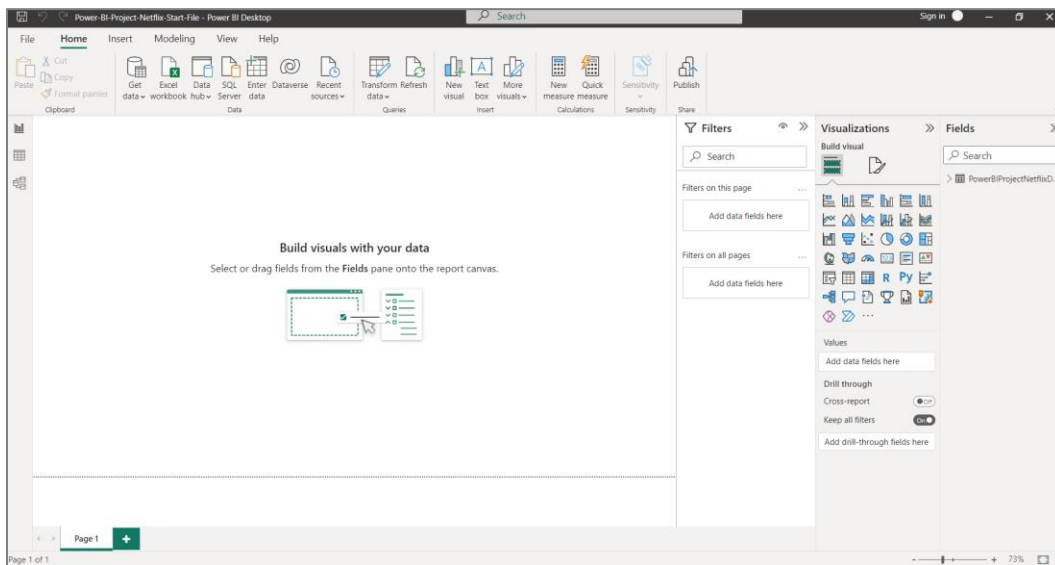 Power-BI-Project-Netflix-Start-File - Power BI Desktop
Search
Sign in
File Home Insert Modeling View Help
Paste
Cut
Copy
Format painter
Clipboard
Get data
Excel workbook
Data hub
SQL Server
Enter data
Dataverse
Recent sources
Data
Transform data
Refresh
Queries
New visual
Text box
More visuals
Insert
New measure
Quick measure
Calculations
Sensitivity
Sensitivity
Publish
Share
Build visuals with your data
Select or drag fields from the Fields pane onto the report canvas.
Filters
Search
Filters on this page
Add data fields here
Filters on all pages
Add data fields here
Visualizations
Build visual
R Py
Values
Add data fields here
Drill through
Cross-report
Off
Keep all filters
On
Add drill-through fields here
Fields
Search
PowerBIProjectNetflixD...
Page 1
Page 1 of 1
73%